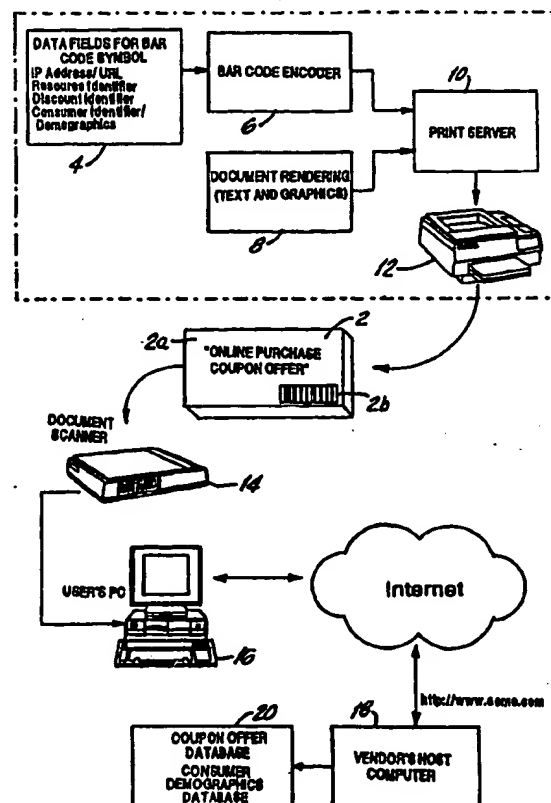 DATA FIELDS FOR BAR
CODE SYMBOL
IP Address/ URL
Resource Identifier
Discount Identifier
Consumer Identifier/
Demographics
4
BAR CODE ENCODER
6
DOCUMENT RENDERING
(TEXT AND GRAPHICS)
8
10
PRINT SERVER
12
2a
2
"ONLINE PURCHASE
COUPON OFFER"
2b
DOCUMENT
SCANNER
14
USER'S PC
16
Internet
http://www.acme.com
20
COUPON OFFER
DATABASE
CONSUMER
DEMOGRAPHICS
DATABASE
18
VENDOR'S HOST
COMPUTER